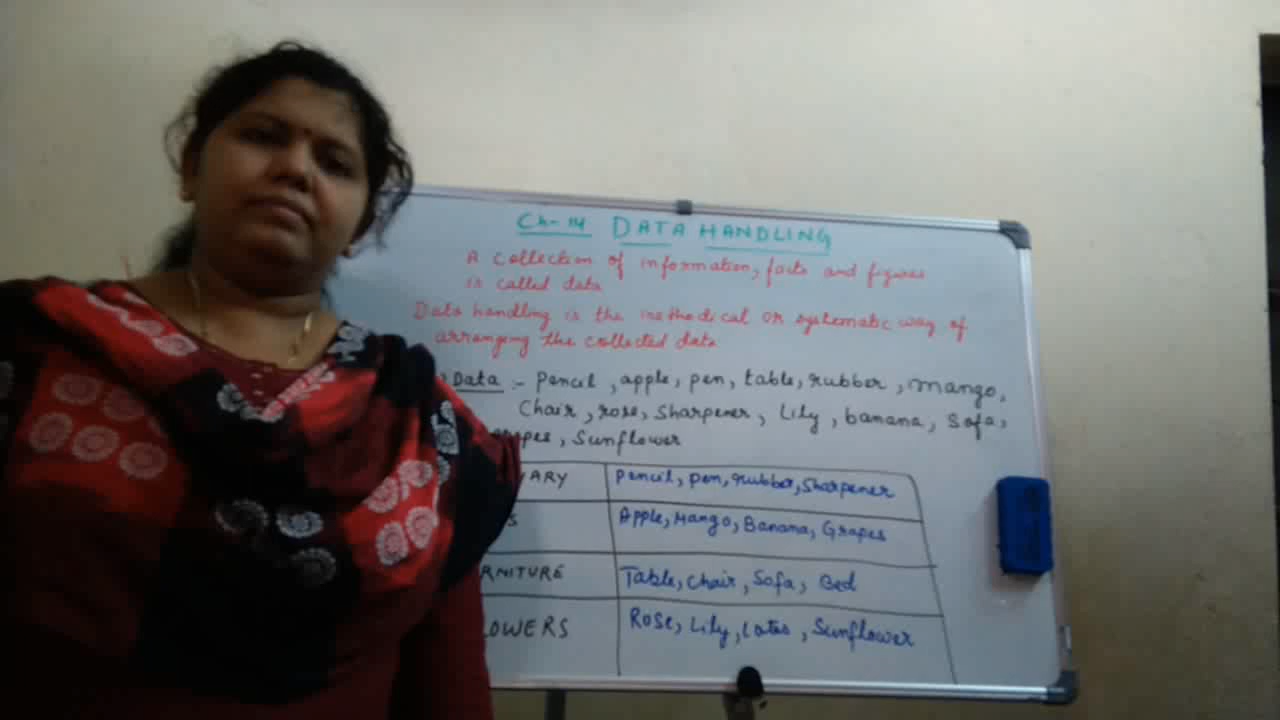 Ch-14 DATA HANDLING
A collection of information, facts and figures
is called data
Data handling is the methodical or systematic way of
arranging the collected data
Data :- Pencil, apple, pen, table, rubber, mango,
Chair, rose, Sharpener, Lily, banana, Sofa,
Sunflower
Pencil, pen, rubber, Sharpener
Apple, Mango, Banana, Grapes
RNITURE Table, Chair, Sofa, Bed
LOWERS Rose, Lily, Lotus, Sunflower